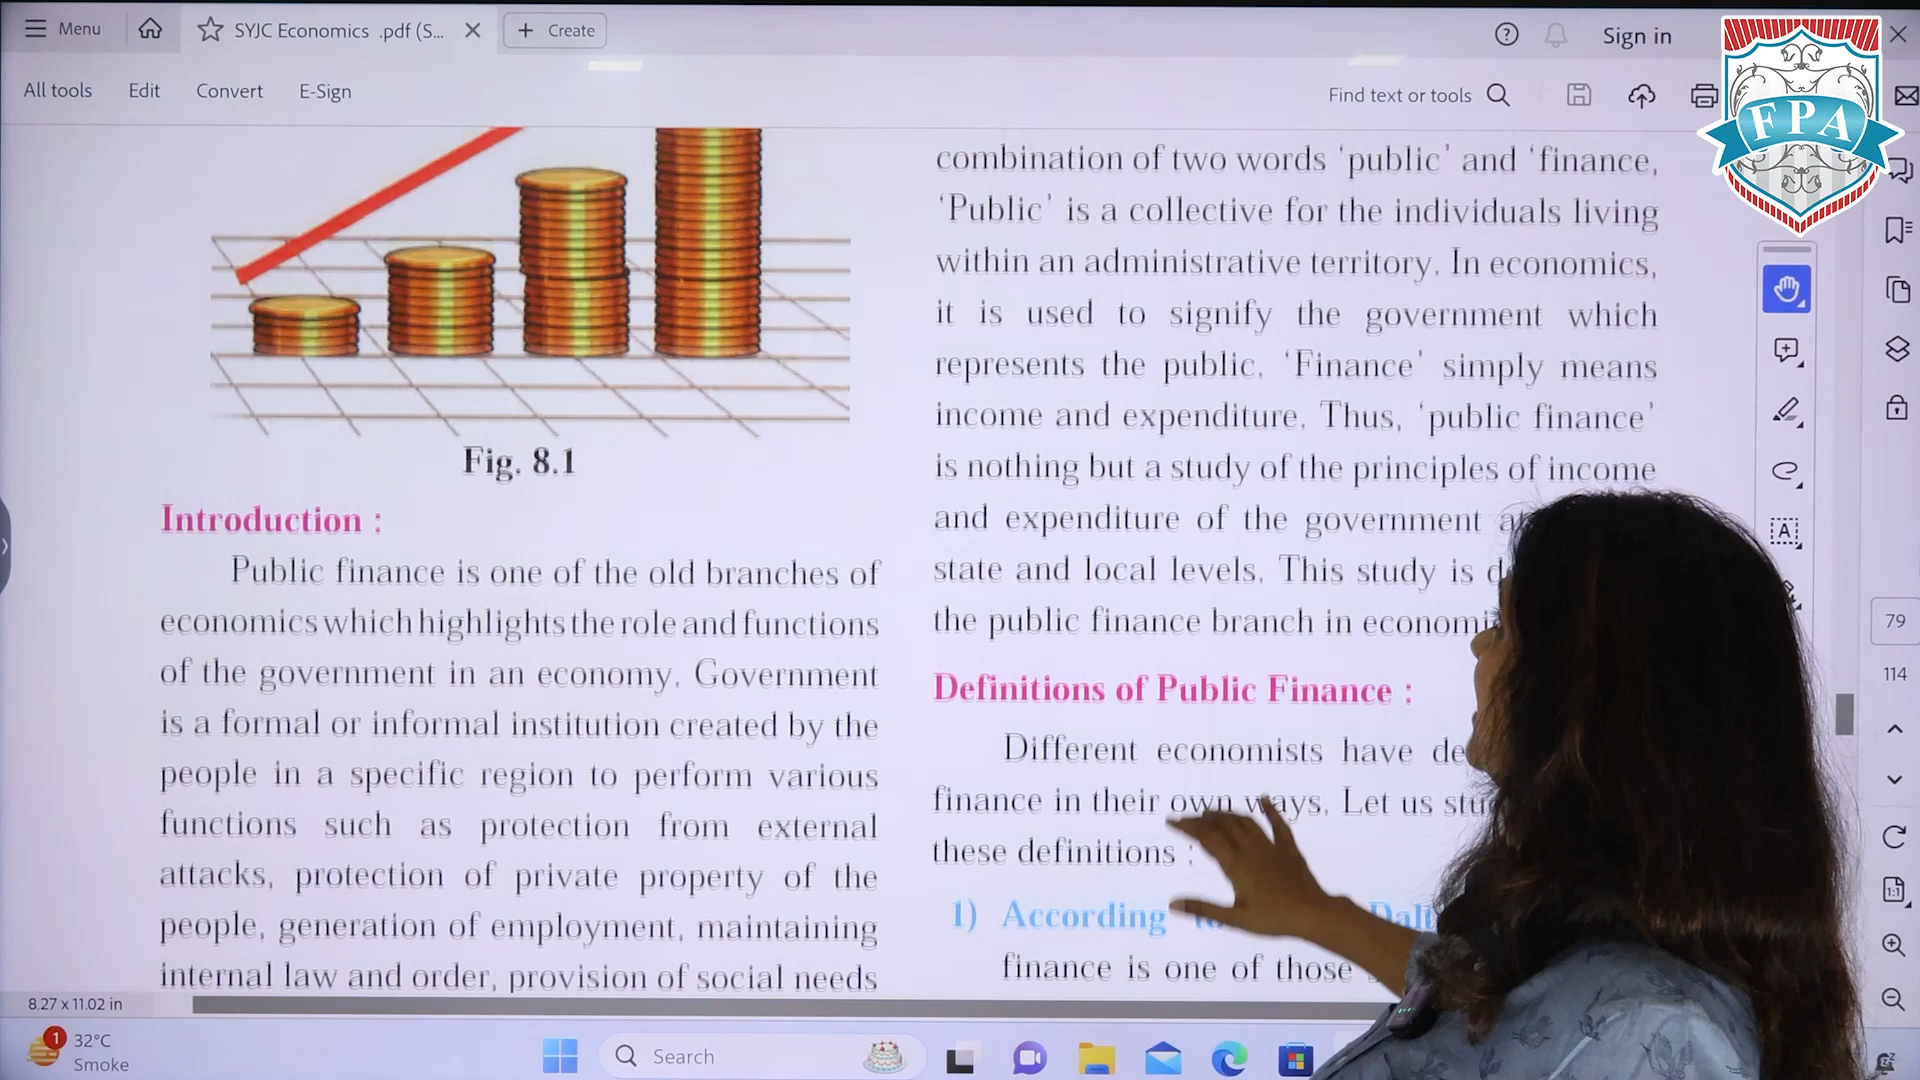 Menu
SYJC Economics .pdf (S...
Create
Sign in
All tools
Edit
Convert
E-Sign
Find text or tools
FPA
Fig. 8.1
Introduction :
Public finance is one of the old branches of
economics which highlights the role and functions
of the government in an economy. Government
is a formal or informal institution created by the
people in a specific region to perform various
functions such as protection from external
attacks, protection of private property of the
people, generation of employment, maintaining
internal law and order, provision of social needs
combination of two words ‘public’ and ‘finance,
‘Public’ is a collective for the individuals living
within an administrative territory. In economics,
it is used to signify the government which
represents the public. ‘Finance’ simply means
income and expenditure. Thus, ‘public finance’
is nothing but a study of the principles of income
and expenditure of the government
state and local levels. This study is
the public finance branch in
Definitions of Public Finance :
Different economists have
finance in their own ways. Let us
these definitions :
1) According
finance is one of those
79
114
1:1
8.27 x 11.02 in
1
32°C
Smoke
Search